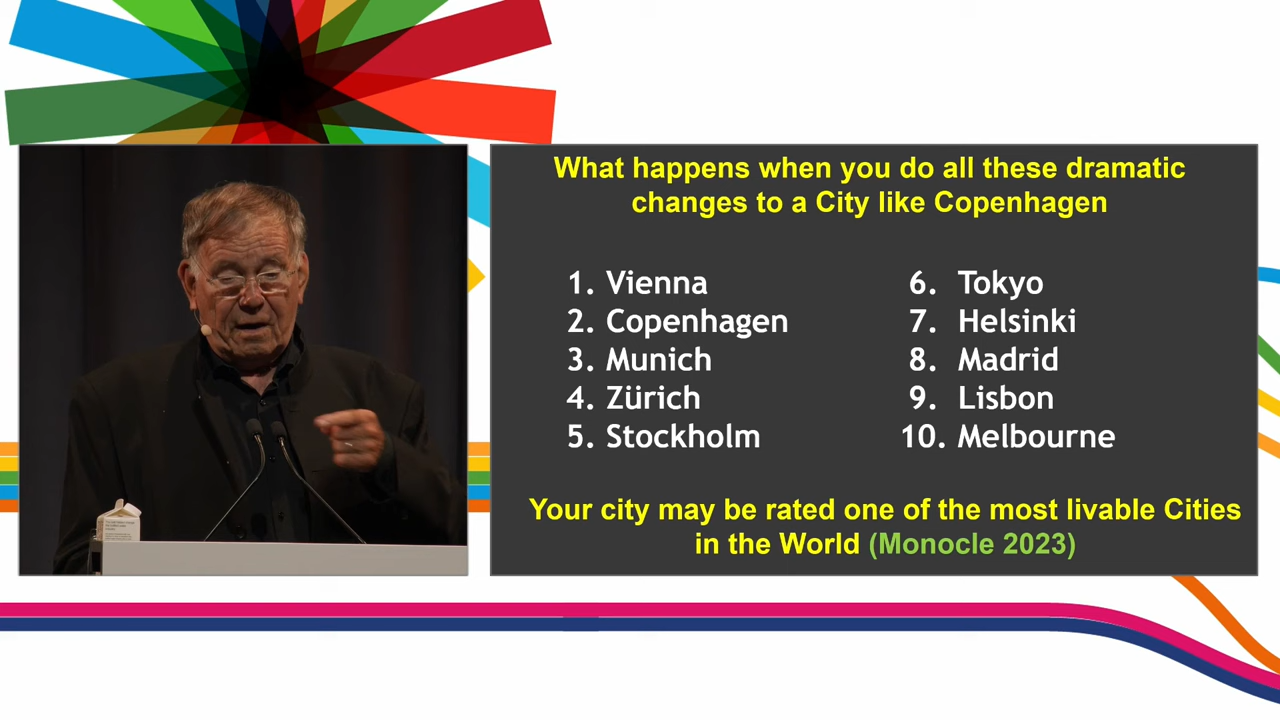 What happens when you do all these dramatic
changes to a City like Copenhagen
1. Vienna
2. Copenhagen
3. Munich
4. Zürich
5. Stockholm
6. Tokyo
7. Helsinki
8. Madrid
9. Lisbon
10. Melbourne
Your city may be rated one of the most livable Cities
in the World (Monocle 2023)